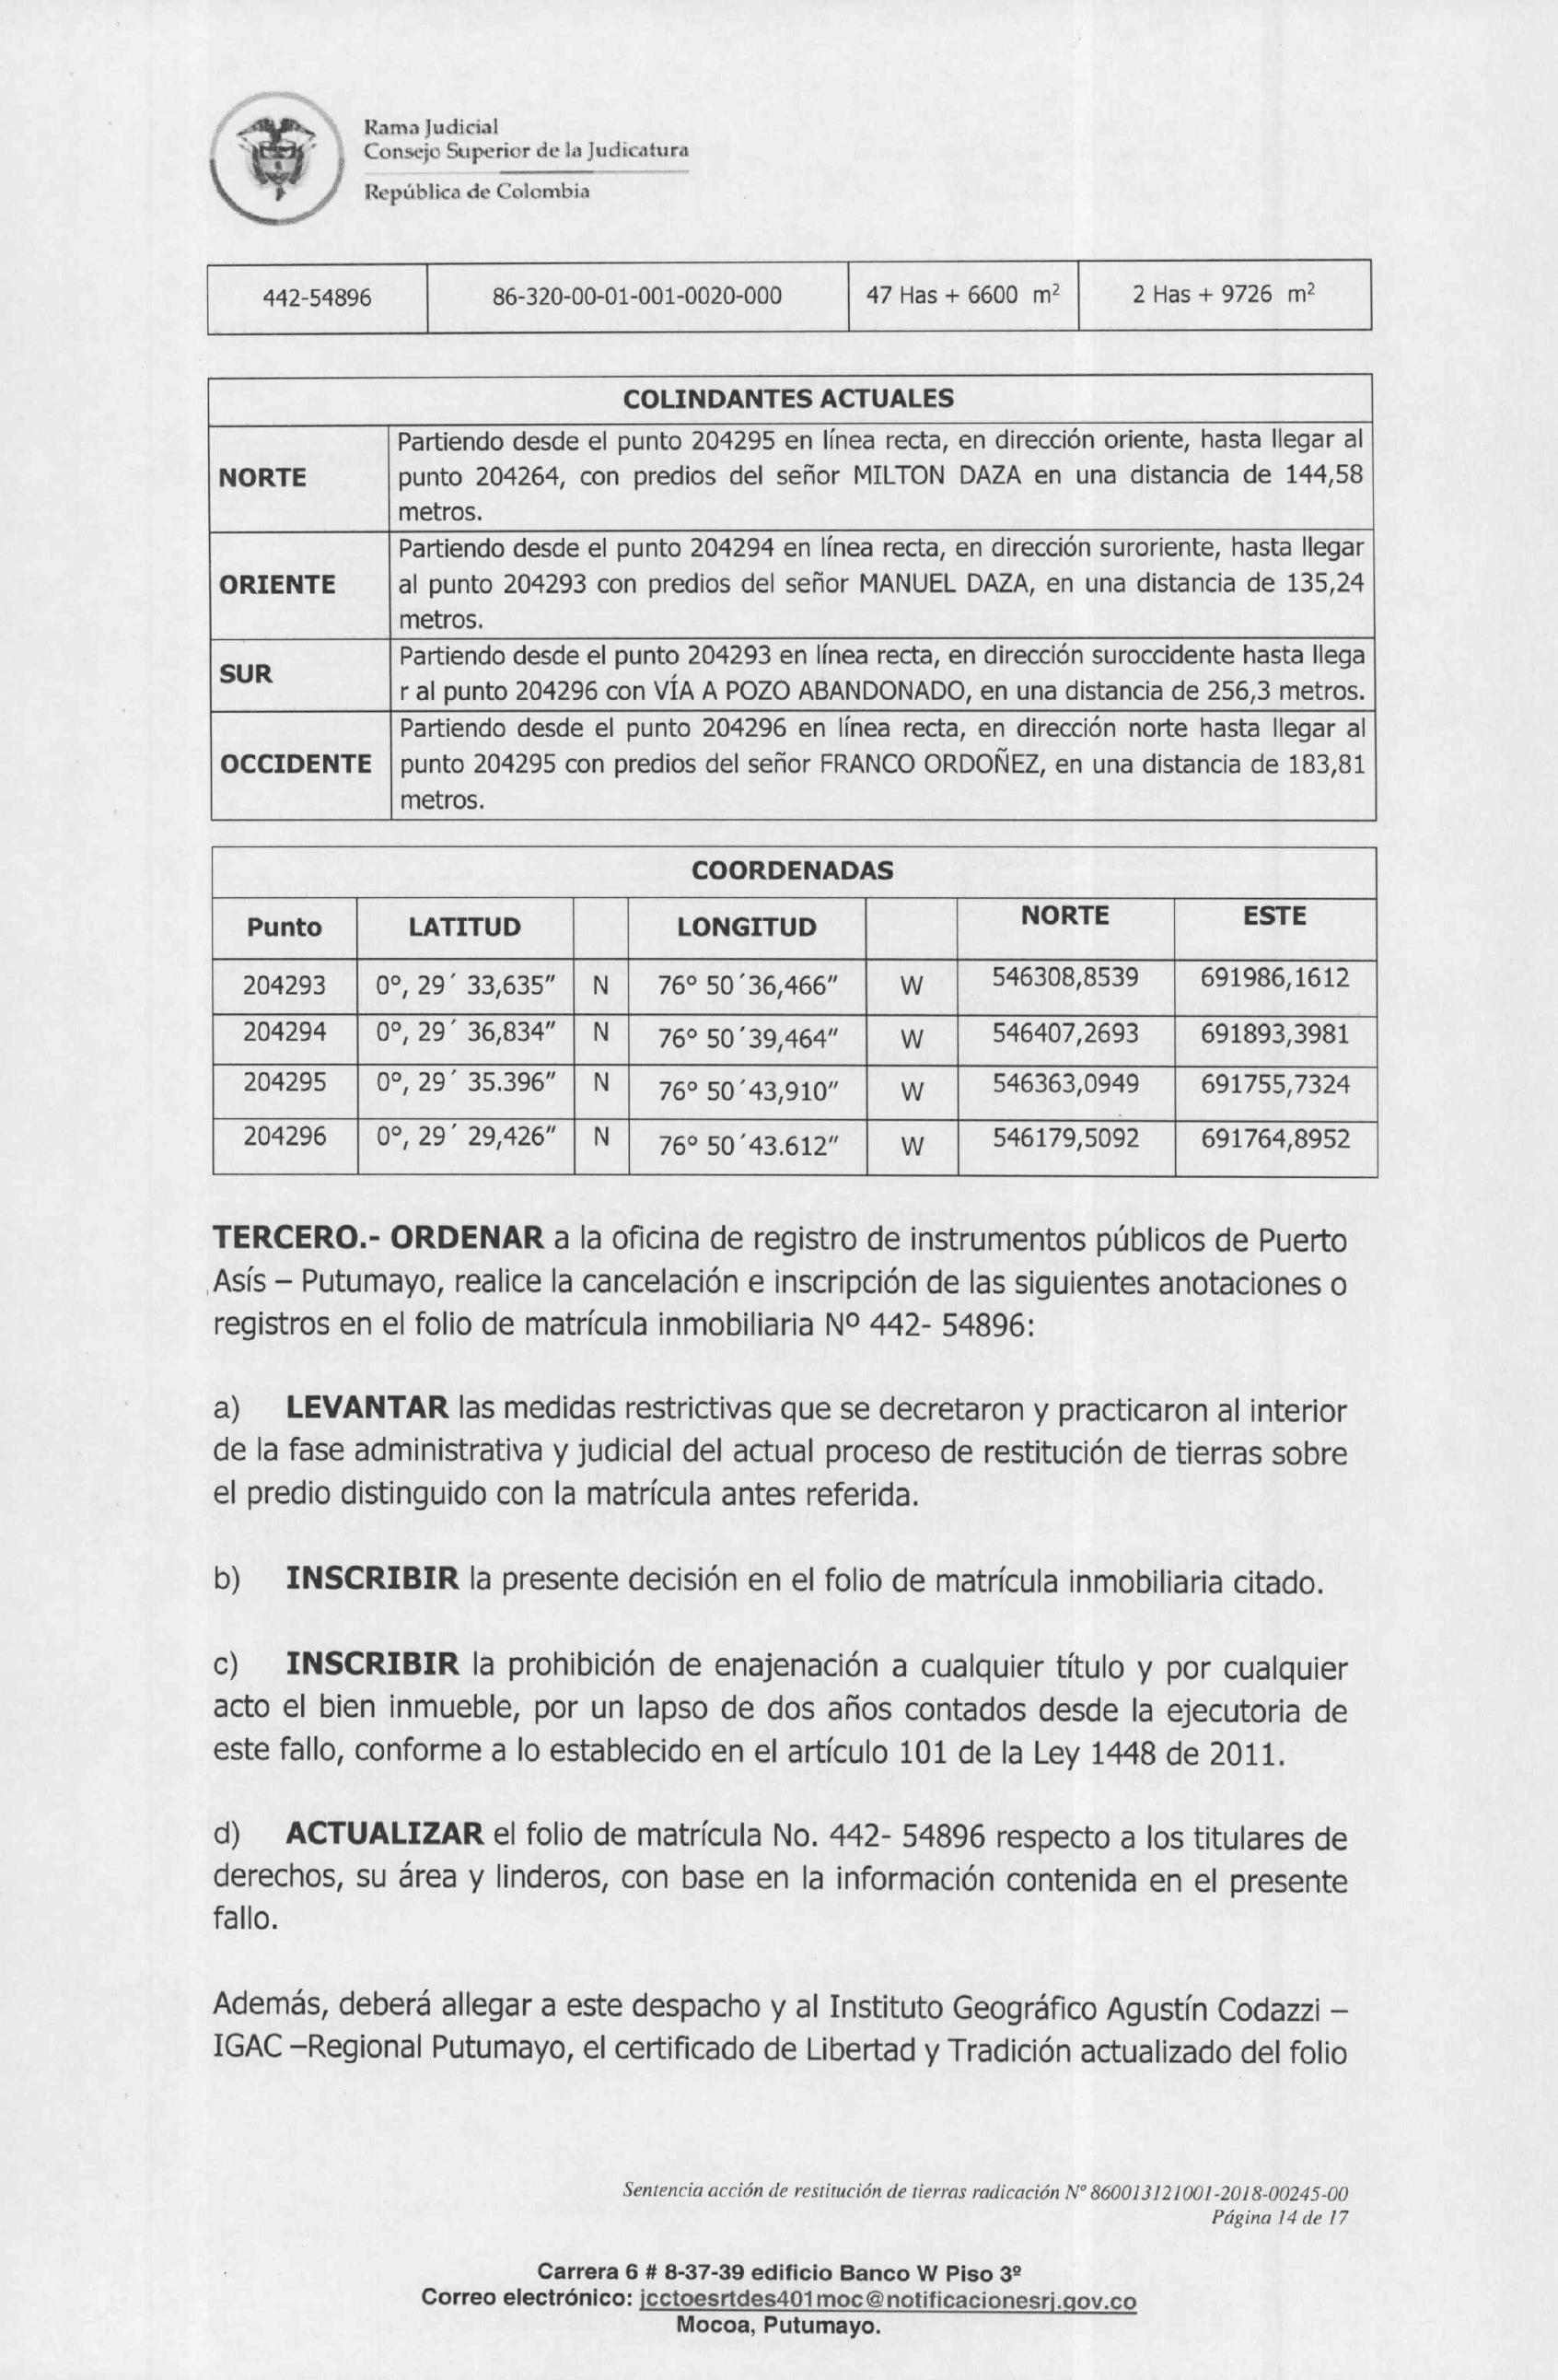 Rama Judicial
Consejo Superior de la Judicatura
República de Colombia
442-54896 86-320-00-01-001-0020-000 47 Has + 6600 m² 2 Has + 9726 m²
COLINDANTES ACTUALES
NORTE Partiendo desde el punto 204295 en línea recta, en dirección oriente, hasta llegar al
punto 204264, con predios del señor MILTON DAZA en una distancia de 144,58
metros.
ORIENTE Partiendo desde el punto 204294 en línea recta, en dirección suroriente, hasta llegar
al punto 204293 con predios del señor MANUEL DAZA, en una distancia de 135,24
metros.
SUR Partiendo desde el punto 204293 en línea recta, en dirección suroccidente hasta llega
r al punto 204296 con VÍA A POZO ABANDONADO, en una distancia de 256,3 metros.
OCCIDENTE Partiendo desde el punto 204296 en línea recta, en dirección norte hasta llegar al
punto 204295 con predios del señor FRANCO ORDOÑEZ, en una distancia de 183,81
metros.
COORDENADAS
Punto LATITUD LONGITUD NORTE ESTE
204293 0º, 29´ 33,635" N 76º 50´36,466" W 546308,8539 691986,1612
204294 0º, 29´ 36,834" N 76º 50´39,464" W 546407,2693 691893,3981
204295 0º, 29´ 35.396" N 76º 50´43,910" W 546363,0949 691755,7324
204296 0º, 29´ 29,426" N 76º 50´43.612" W 546179,5092 691764,8952
TERCERO.- ORDENAR a la oficina de registro de instrumentos públicos de Puerto
Asís – Putumayo, realice la cancelación e inscripción de las siguientes anotaciones o
registros en el folio de matrícula inmobiliaria Nº 442- 54896:
a) LEVANTAR las medidas restrictivas que se decretaron y practicaron al interior
de la fase administrativa y judicial del actual proceso de restitución de tierras sobre
el predio distinguido con la matrícula antes referida.
b) INSCRIBIR la presente decisión en el folio de matrícula inmobiliaria citado.
c) INSCRIBIR la prohibición de enajenación a cualquier título y por cualquier
acto el bien inmueble, por un lapso de dos años contados desde la ejecutoria de
este fallo, conforme a lo establecido en el artículo 101 de la Ley 1448 de 2011.
d) ACTUALIZAR el folio de matrícula No. 442- 54896 respecto a los titulares de
derechos, su área y linderos, con base en la información contenida en el presente
fallo.
Además, deberá allegar a este despacho y al Instituto Geográfico Agustín Codazzi –
IGAC –Regional Putumayo, el certificado de Libertad y Tradición actualizado del folio
Sentencia acción de restitución de tierras radicación N° 860013121001-2018-00245-00
Página 14 de 17
Carrera 6 # 8-37-39 edificio Banco W Piso 3º
Correo electrónico: jcctoesrtdes401moc@notificacionesrj.gov.co
Mocoa, Putumayo.